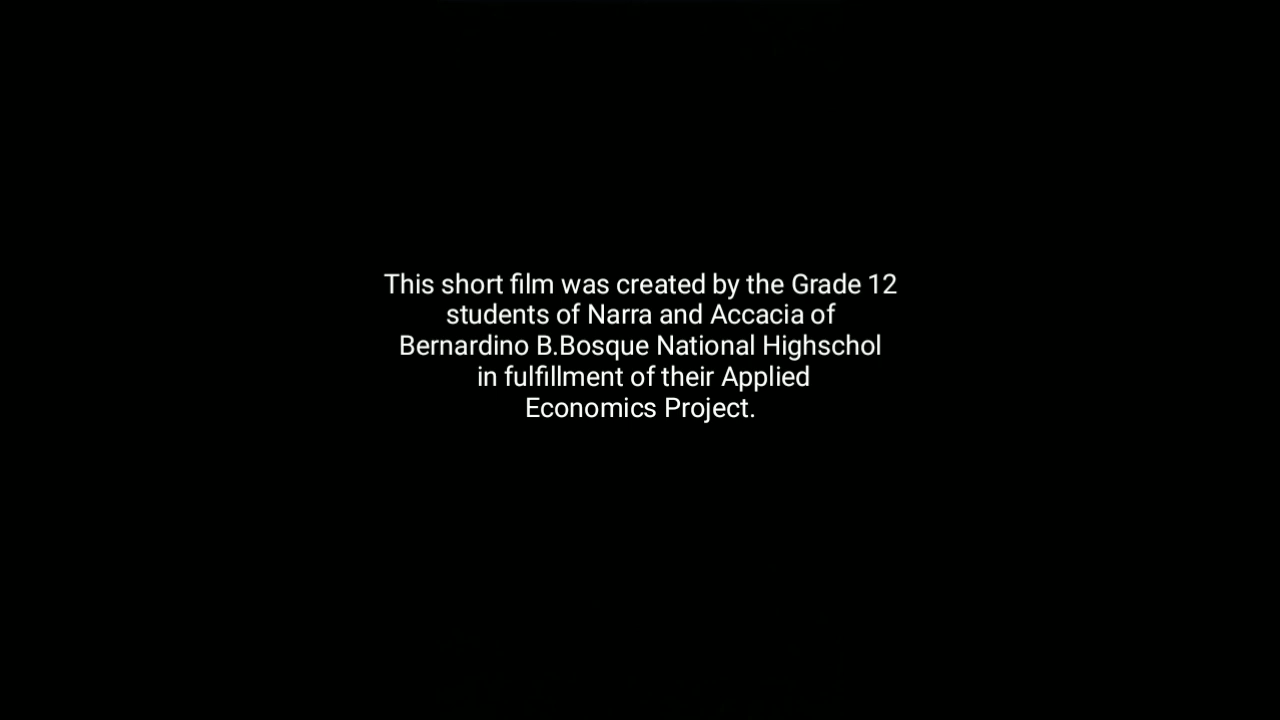 This short film was created by the Grade 12
students of Narra and Accacia of
Bernardino B.Bosque National Highschol
in fulfillment of their Applied
Economics Project.